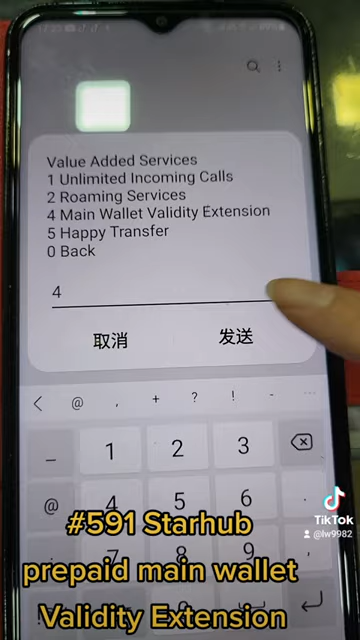 Value Added Services
1 Unlimited Incoming Calls
2 Roaming Services
4 Main Wallet Validity Extension
5 Happy Transfer
0 Back
4
取消 发送
@ , + ? ! -
1 2 3
@ 4 5 6 .
7 8 9 ,
#591 Starhub
prepaid main wallet
Validity Extension
TikTok
@lw9982